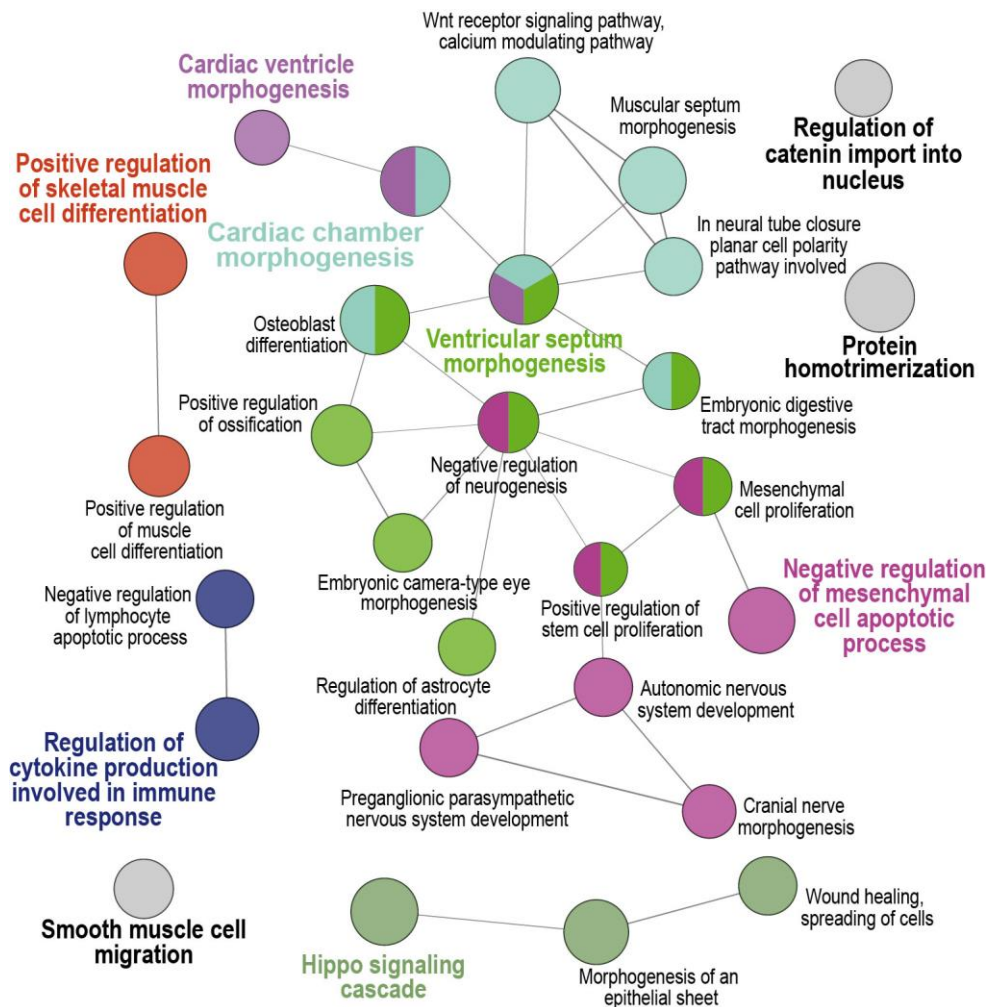 Wnt receptor signaling pathway,
calcium modulating pathway
Cardiac ventricle
morphogenesis
Muscular septum
morphogenesis
Regulation of
catenin import into
nucleus
Positive regulation
of skeletal muscle
cell differentiation
Cardiac chamber
morphogenesis
In neural tube closure
planar cell polarity
pathway involved
Osteoblast
differentiation
Ventricular septum
morphogenesis
Protein
homotrimerization
Positive regulation
of ossification
Embryonic digestive
tract morphogenesis
Negative regulation
of neurogenesis
Mesenchymal
cell proliferation
Positive regulation
of muscle
cell differentiation
Embryonic camera-type eye
morphogenesis
Positive regulation of
stem cell proliferation
Negative regulation
of mesenchymal
cell apoptotic
process
Negative regulation
of lymphocyte
apoptotic process
Regulation of astrocyte
differentiation
Autonomic nervous
system development
Regulation of
cytokine production
involved in immune
response
Preganglionic parasympathetic
nervous system development
Cranial nerve
morphogenesis
Smooth muscle cell
migration
Wound healing,
spreading of cells
Hippo signaling
cascade
Morphogenesis of an
epithelial sheet